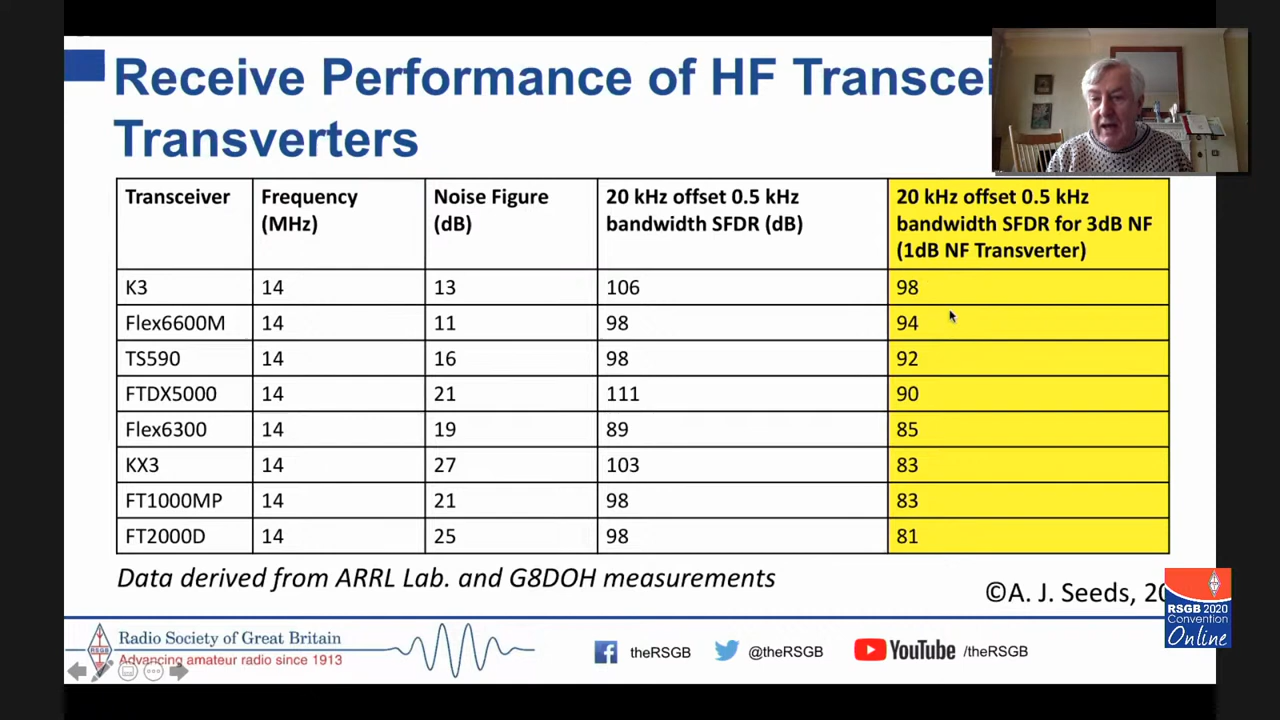 Receive Performance of HF
Transverters
Transceiver Frequency (MHz) Noise Figure (dB) 20 kHz offset 0.5 kHz bandwidth SFDR (dB) 20 kHz offset 0.5 kHz bandwidth SFDR for 3dB NF (1dB NF Transverter)
K3 14 13 106 98
Flex6600M 14 11 98 94
TS590 14 16 98 92
FTDX5000 14 21 111 90
Flex6300 14 19 89 85
KX3 14 27 103 83
FT1000MP 14 21 98 83
FT2000D 14 25 98 81
Data derived from ARRL Lab. and G8DOH measurements
©A. J. Seeds,
RSGB 2020
Convention
Online
RSGB
Radio Society of Great Britain
Advancing amateur radio since 1913
theRSGB
@theRSGB
YouTube /theRSGB